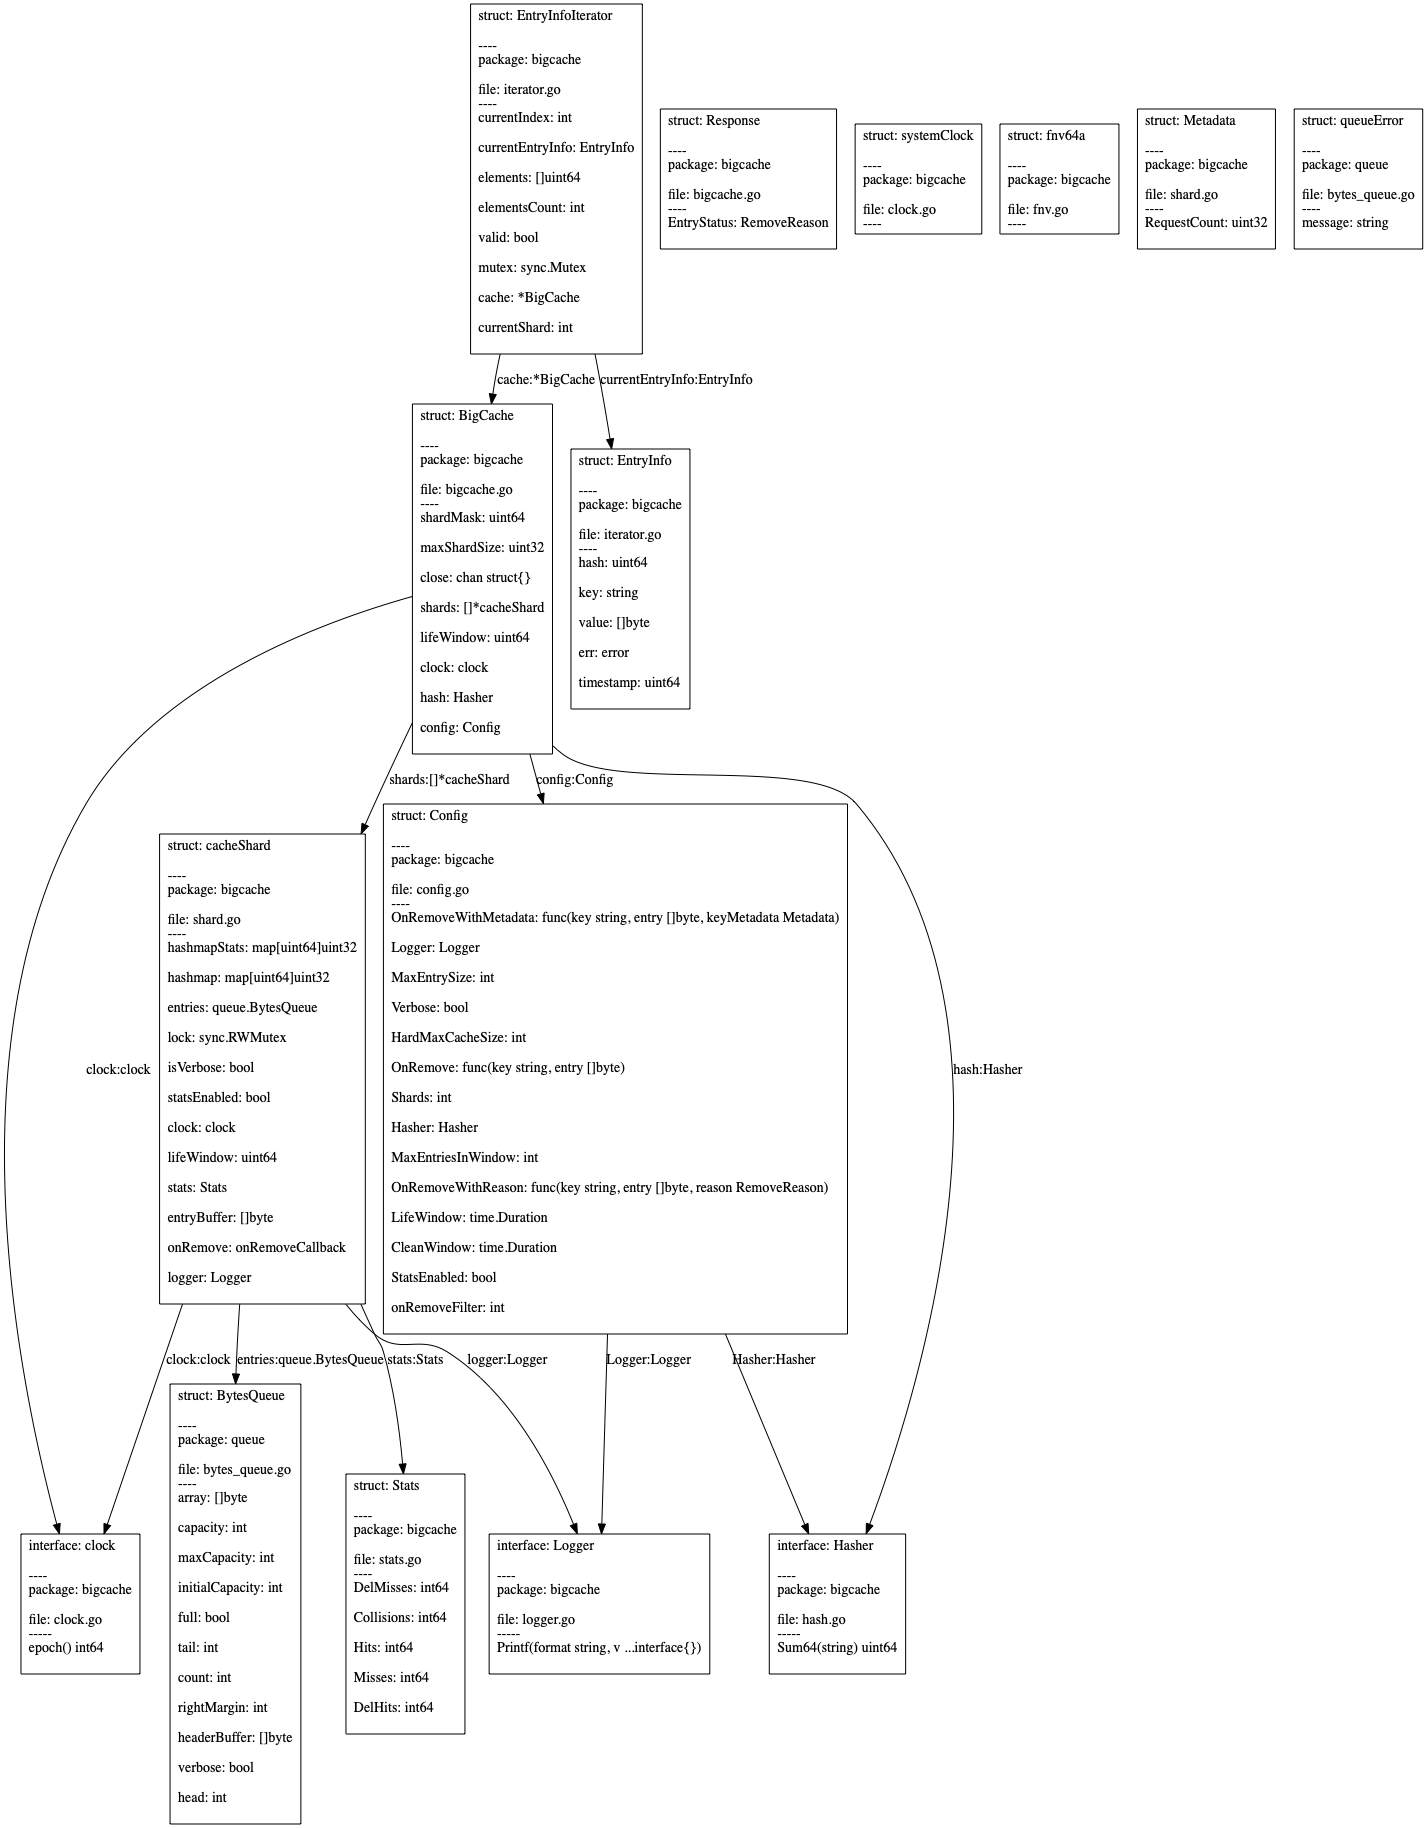 struct: EntryInfoIterator
----
package: bigcache
file: iterator.go
----
currentIndex: int
currentEntryInfo: EntryInfo
elements: []uint64
elementsCount: int
valid: bool
mutex: sync.Mutex
cache: *BigCache
currentShard: int
struct: Response
----
package: bigcache
file: bigcache.go
----
EntryStatus: RemoveReason
struct: systemClock
----
package: bigcache
file: clock.go
----
struct: fnv64a
----
package: bigcache
file: fnv.go
----
struct: Metadata
----
package: bigcache
file: shard.go
----
RequestCount: uint32
struct: queueError
----
package: queue
file: bytes_queue.go
----
message: string
cache:*BigCache
currentEntryInfo:EntryInfo
struct: BigCache
----
package: bigcache
file: bigcache.go
----
shardMask: uint64
maxShardSize: uint32
close: chan struct{}
shards: []*cacheShard
lifeWindow: uint64
clock: clock
hash: Hasher
config: Config
struct: EntryInfo
----
package: bigcache
file: iterator.go
----
hash: uint64
key: string
value: []byte
err: error
timestamp: uint64
shards:[]*cacheShard
config:Config
struct: cacheShard
----
package: bigcache
file: shard.go
----
hashmapStats: map[uint64]uint32
hashmap: map[uint64]uint32
entries: queue.BytesQueue
lock: sync.RWMutex
isVerbose: bool
statsEnabled: bool
clock: clock
lifeWindow: uint64
stats: Stats
entryBuffer: []byte
onRemove: onRemoveCallback
logger: Logger
struct: Config
----
package: bigcache
file: config.go
----
OnRemoveWithMetadata: func(key string, entry []byte, keyMetadata Metadata)
Logger: Logger
MaxEntrySize: int
Verbose: bool
HardMaxCacheSize: int
OnRemove: func(key string, entry []byte)
Shards: int
Hasher: Hasher
MaxEntriesInWindow: int
OnRemoveWithReason: func(key string, entry []byte, reason RemoveReason)
LifeWindow: time.Duration
CleanWindow: time.Duration
StatsEnabled: bool
onRemoveFilter: int
clock:clock
hash:Hasher
clock:clock
entries:queue.BytesQueue
stats:Stats
logger:Logger
Logger:Logger
Hasher:Hasher
interface: clock
----
package: bigcache
file: clock.go
-----
epoch() int64
struct: BytesQueue
----
package: queue
file: bytes_queue.go
----
array: []byte
capacity: int
maxCapacity: int
initialCapacity: int
full: bool
tail: int
count: int
rightMargin: int
headerBuffer: []byte
verbose: bool
head: int
struct: Stats
----
package: bigcache
file: stats.go
----
DelMisses: int64
Collisions: int64
Hits: int64
Misses: int64
DelHits: int64
interface: Logger
----
package: bigcache
file: logger.go
-----
Printf(format string, v ...interface{})
interface: Hasher
----
package: bigcache
file: hash.go
-----
Sum64(string) uint64